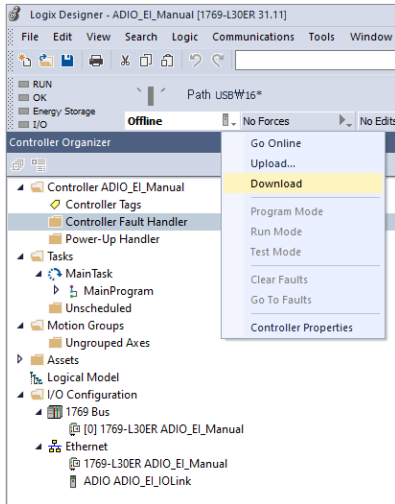 Logix Designer - ADIO_EI_Manual [1769-L30ER 31.11]
File Edit View Search Logic Communications Tools Window
RUN
OK
Energy Storage
I/O
Path USB₩16*
Offline No Forces No Edits
Go Online
Upload...
Download
Program Mode
Run Mode
Test Mode
Clear Faults
Go To Faults
Controller Properties
Controller Organizer
Controller ADIO_EI_Manual
Controller Tags
Controller Fault Handler
Power-Up Handler
Tasks
MainTask
MainProgram
Unscheduled
Motion Groups
Ungrouped Axes
Assets
Logical Model
I/O Configuration
1769 Bus
[0] 1769-L30ER ADIO_EI_Manual
Ethernet
1769-L30ER ADIO_EI_Manual
ADIO ADIO_EI_IOLink